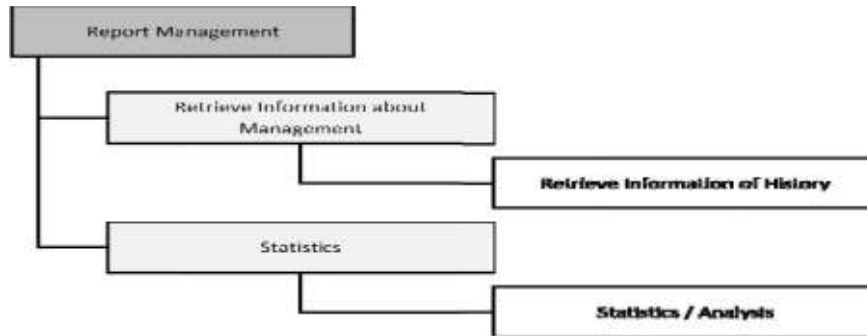 Report Management
Retrieve Information about
Management
Retrieve Information of History
Statistics
Statistics / Analysis